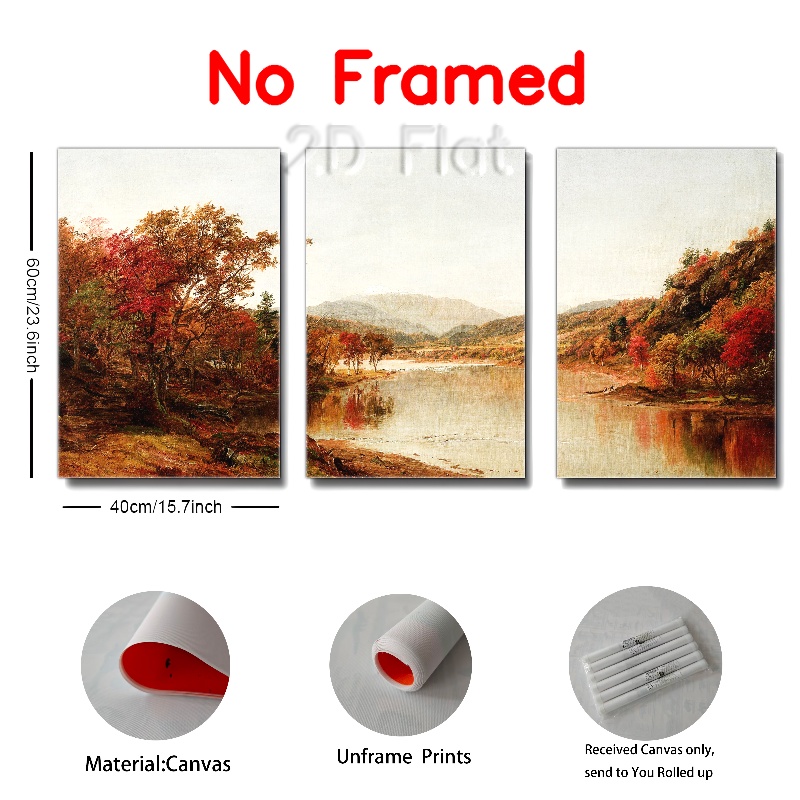 No Framed
2D Flat
60cm/23.6inch
40cm/15.7inch
Material:Canvas
Unframe Prints
Received Canvas only,
send to You Rolled up